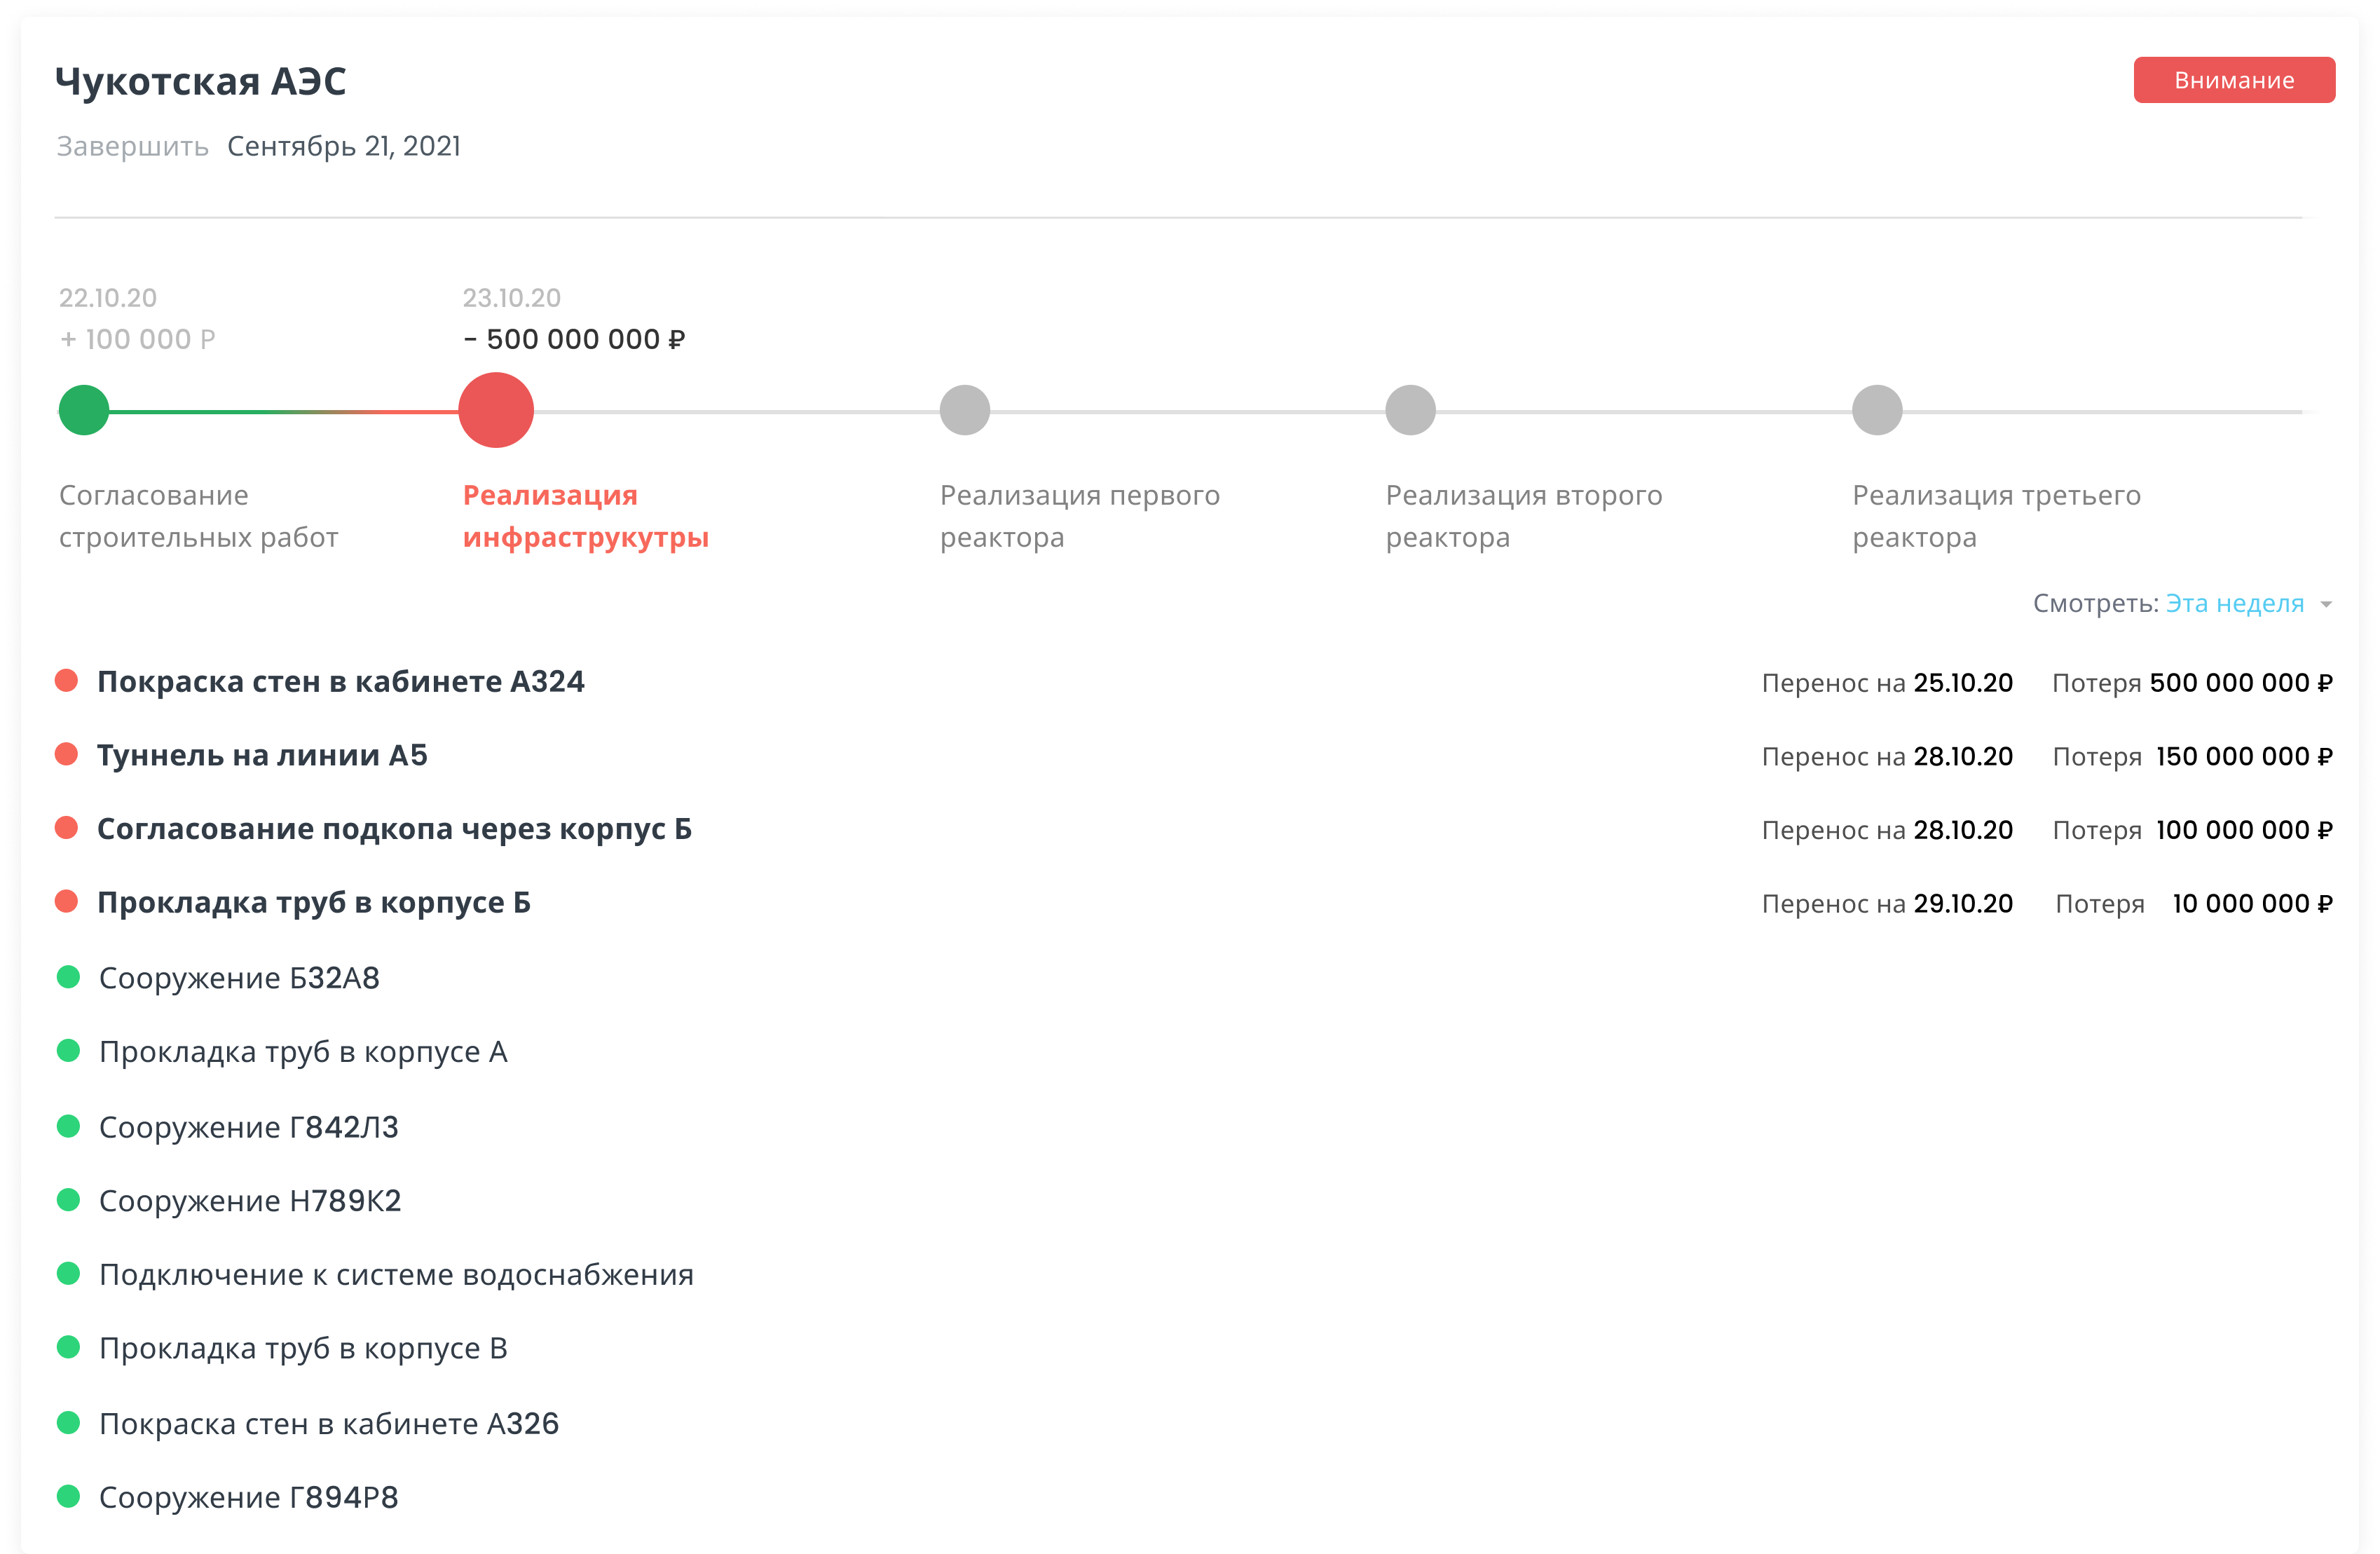 Чукотская АЭС
Внимание
Завершить Сентябрь 21, 2021
22.10.20
+ 100 000 Р
23.10.20
- 500 000 000 ₽
Согласование
строительных работ
Реализация
инфраструкутры
Реализация первого
реактора
Реализация второго
реактора
Реализация третьего
реактора
Смотреть: Эта неделя
Покраска стен в кабинете А324 Перенос на 25.10.20 Потеря 500 000 000 ₽
Туннель на линии А5 Перенос на 28.10.20 Потеря 150 000 000 ₽
Согласование подкопа через корпус Б Перенос на 28.10.20 Потеря 100 000 000 ₽
Прокладка труб в корпусе Б Перенос на 29.10.20 Потеря 10 000 000 ₽
Сооружение Б32А8
Прокладка труб в корпусе А
Сооружение Г842Л3
Сооружение Н789К2
Подключение к системе водоснабжения
Прокладка труб в корпусе В
Покраска стен в кабинете А326
Сооружение Г894Р8